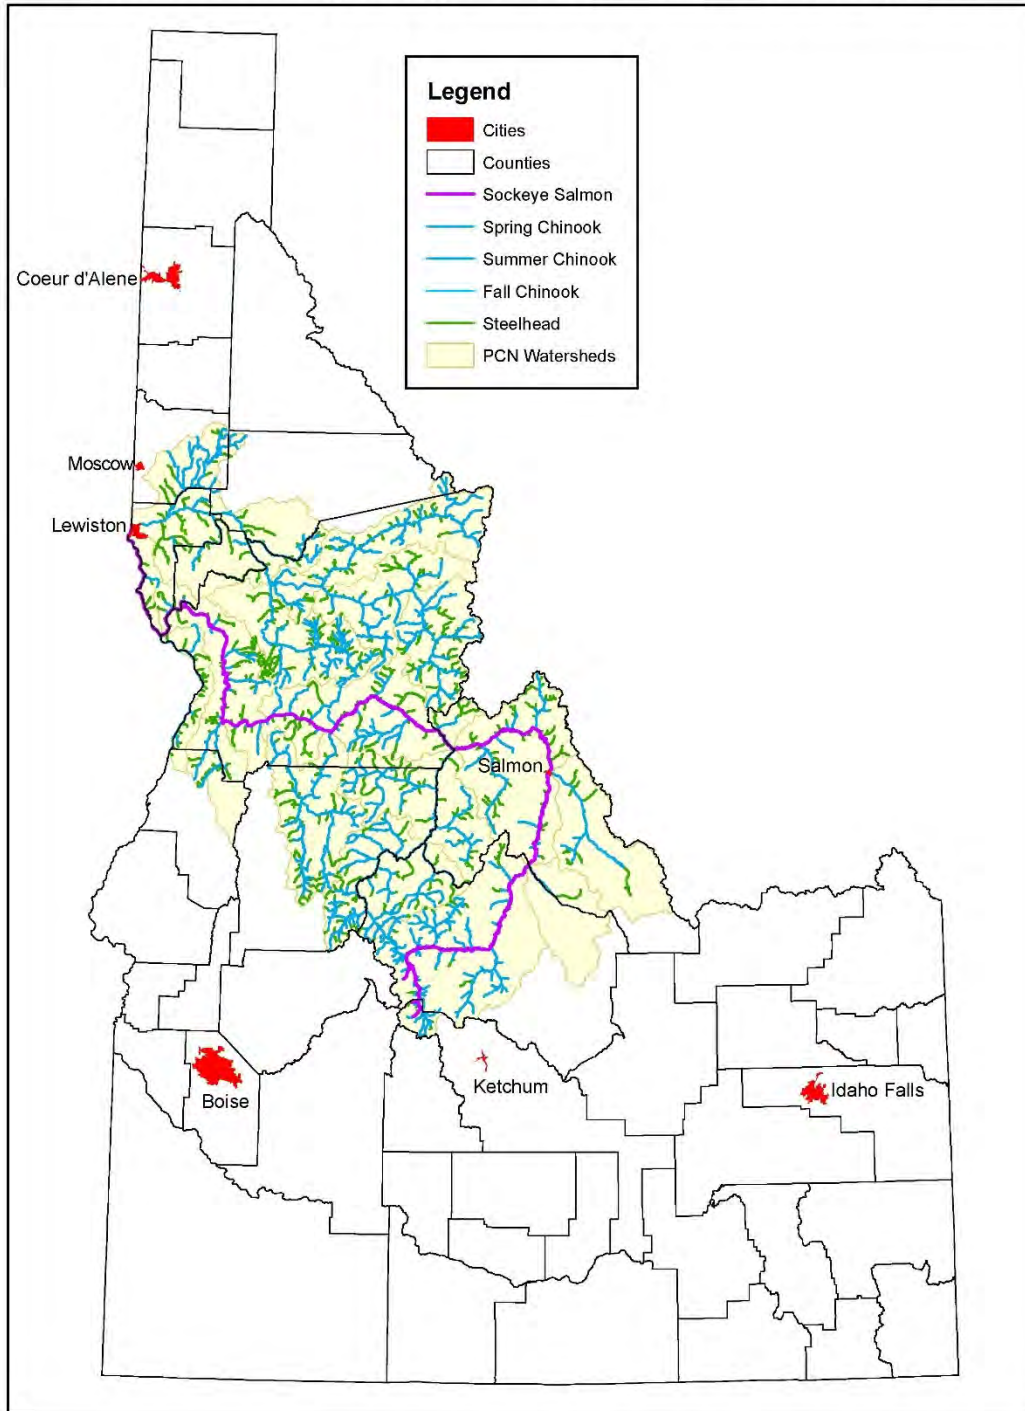 Legend
Cities
Counties
Sockeye Salmon
Spring Chinook
Summer Chinook
Fall Chinook
Steelhead
PCN Watersheds
Coeur d'Alene
Moscow
Lewiston
Salmon
Ketchum
Boise
Idaho Falls